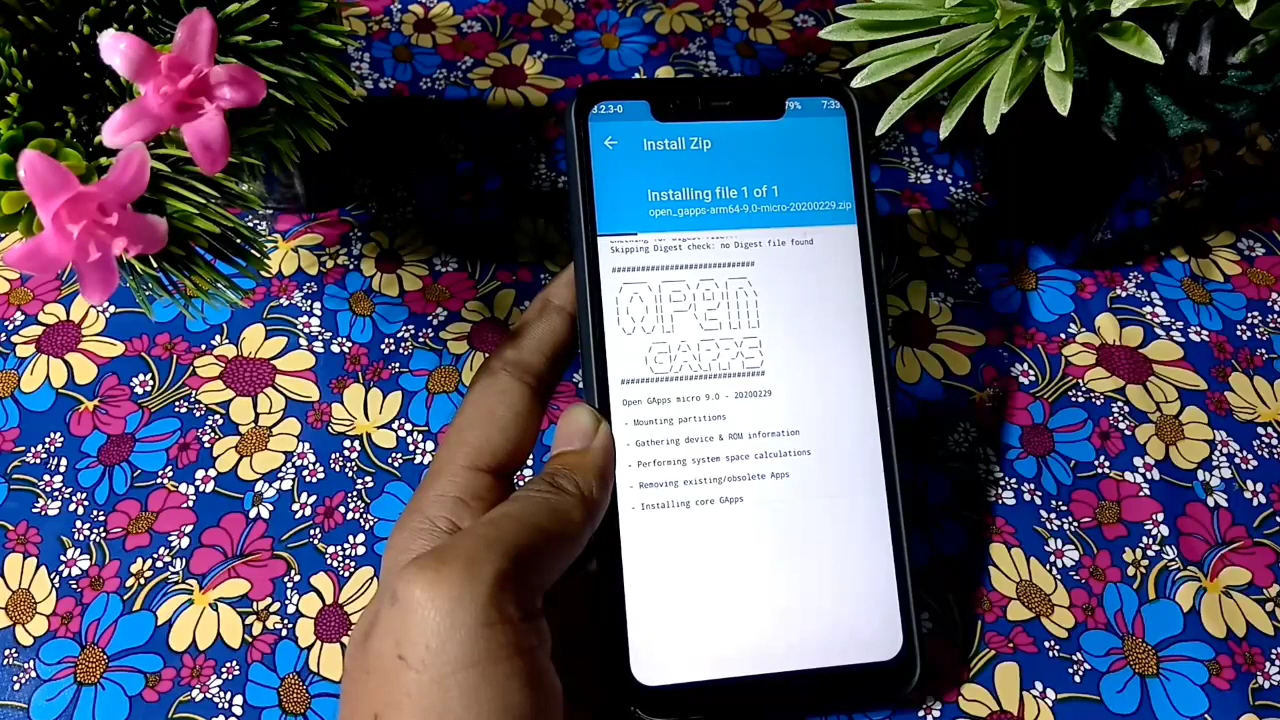 3.2.3-0 79% 7:33
Install Zip
Installing file 1 of 1
open_gapps-arm64-9.0-micro-20200229.zip
Skipping Digest check: no Digest file found
##############################
OPEN
GAPPS
##############################
Open GApps micro 9.0 - 20200229
- Mounting partitions
- Gathering device & ROM information
- Performing system space calculations
- Removing existing/obsolete Apps
- Installing core GApps